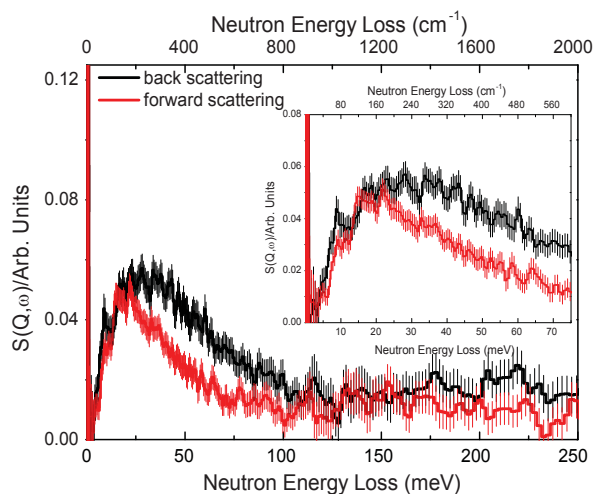 Neutron Energy Loss (cm-1)
0 400 800 1200 1600 2000
0.12
back scattering
forward scattering
Neutron Energy Loss (cm-1)
80 160 240 320 400 480 560
0.08
0.06
0.04
0.02
0.00
S(Q,ω)/Arb. Units
10 20 30 40 50 60 70
Neutron Energy Loss (meV)
0.08
0.04
0.00
S(Q,ω)/Arb. Units
0 50 100 150 200 250
Neutron Energy Loss (meV)